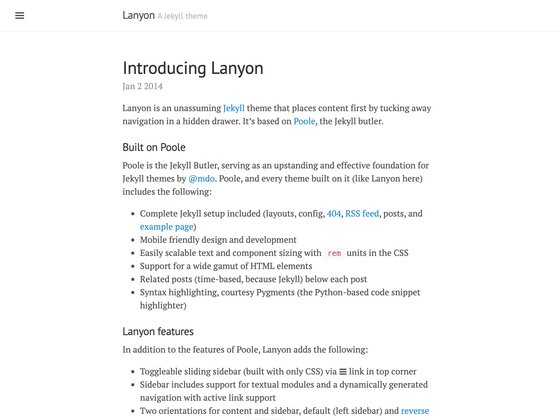 Lanyon A Jekyll theme
Introducing Lanyon
Jan 2 2014
Lanyon is an unassuming Jekyll theme that places content first by tucking away
navigation in a hidden drawer. It's based on Poole, the Jekyll butler.
Built on Poole
Poole is the Jekyll Butler, serving as an upstanding and effective foundation for
Jekyll themes by @mdo. Poole, and every theme built on it (like Lanyon here)
includes the following:
• Complete Jekyll setup included (layouts, config, 404, RSS feed, posts, and
example page)
• Mobile friendly design and development
• Easily scalable text and component sizing with rem units in the CSS
• Support for a wide gamut of HTML elements
• Related posts (time-based, because Jekyll) below each post
• Syntax highlighting, courtesy Pygments (the Python-based code snippet
highlighter)
Lanyon features
In addition to the features of Poole, Lanyon adds the following:
• Toggleable sliding sidebar (built with only CSS) via ☰ link in top corner
• Sidebar includes support for textual modules and a dynamically generated
navigation with active link support
• Two orientations for content and sidebar, default (left sidebar) and reverse